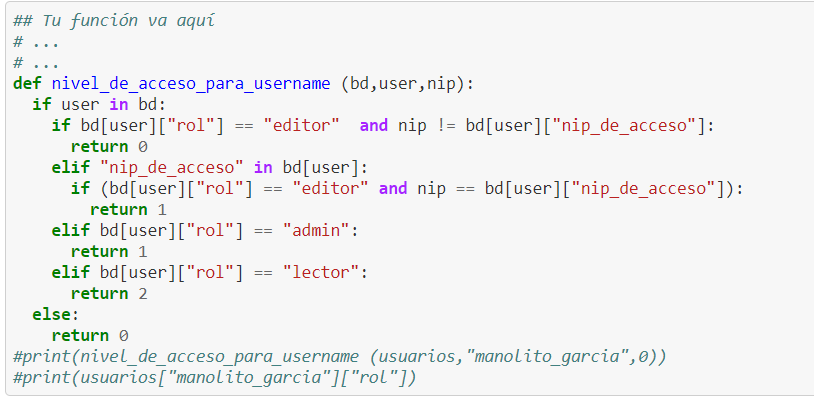 ## Tu función va aquí
# ...
# ...
def nivel_de_acceso_para_username (bd,user,nip):
  if user in bd:
    if bd[user]["rol"] == "editor"  and nip != bd[user]["nip_de_acceso"]:
      return 0
    elif "nip_de_acceso" in bd[user]:
      if (bd[user]["rol"] == "editor" and nip == bd[user]["nip_de_acceso"]):
        return 1
    elif bd[user]["rol"] == "admin":
      return 1
    elif bd[user]["rol"] == "lector":
      return 2
  else:
    return 0
#print(nivel_de_acceso_para_username (usuarios,"manolito_garcia",0))
#print(usuarios["manolito_garcia"]["rol"])